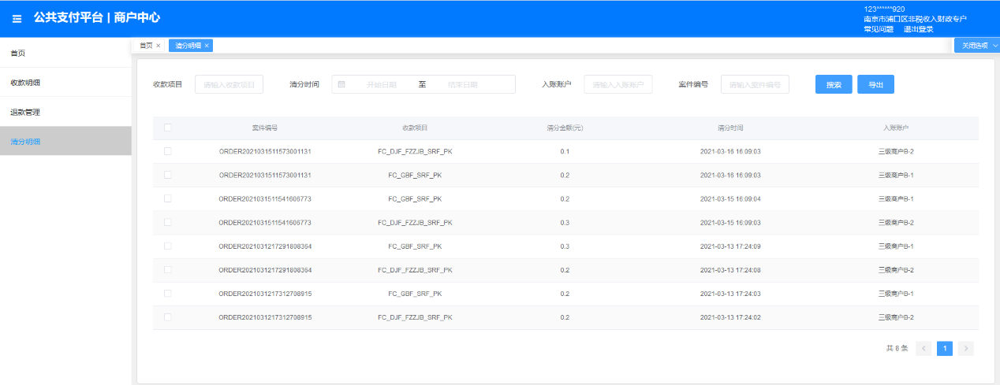 公共支付平台 | 商户中心
123******920
南京市浦口区非税收入财政专户
常见问题 退出登录
首页 × 清分明细 × 关闭选项
首页
收款明细
退款管理
清分明细
收款项目 请输入收款项目 清分时间 开始日期 至 结束日期 入账账户 请输入入账账户 案件编号 请输入案件编号 搜索 导出
案件编号 收款项目 清分金额(元) 清分时间 入账账户
ORDER2021031511573001131 FC_DJF_FZZJB_SRF_PK 0.1 2021-03-16 16:09:03 三级商户B-2
ORDER2021031511573001131 FC_GBF_SRF_PK 0.2 2021-03-16 16:09:03 三级商户B-1
ORDER2021031511541606773 FC_GBF_SRF_PK 0.2 2021-03-15 16:09:04 三级商户B-1
ORDER2021031511541606773 FC_DJF_FZZJB_SRF_PK 0.3 2021-03-15 16:09:03 三级商户B-2
ORDER2021031217291808364 FC_GBF_SRF_PK 0.3 2021-03-13 17:24:09 三级商户B-1
ORDER2021031217291808364 FC_DJF_FZZJB_SRF_PK 0.2 2021-03-13 17:24:08 三级商户B-2
ORDER2021031217312708915 FC_GBF_SRF_PK 0.2 2021-03-13 17:24:03 三级商户B-1
ORDER2021031217312708915 FC_DJF_FZZJB_SRF_PK 0.2 2021-03-13 17:24:02 三级商户B-2
共 8 条 < 1 >